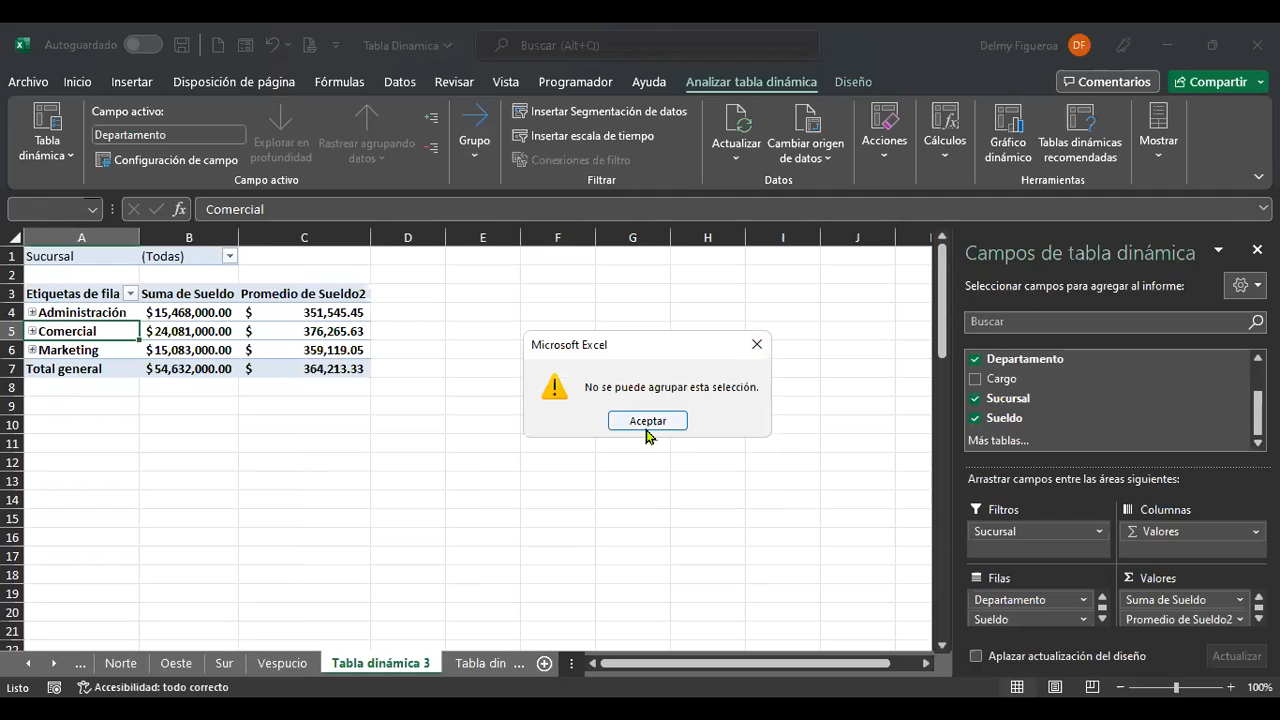 Autoguardado
Tabla Dinamica
Buscar (Alt+Q)
Delmy Figueroa
DF
Archivo Inicio Insertar Disposición de página Fórmulas Datos Revisar Vista Programador Ayuda Analizar tabla dinámica Diseño
Comentarios
Compartir
Tabla dinámica
Campo activo:
Departamento
Configuración de campo
Explorar en profundidad
Rastrear agrupando datos
Campo activo
Grupo
Insertar Segmentación de datos
Insertar escala de tiempo
Conexiones de filtro
Filtrar
Actualizar
Cambiar origen de datos
Datos
Acciones
Cálculos
Gráfico dinámico
Tablas dinámicas recomendadas
Herramientas
Mostrar
fx Comercial
A B C D E F G H I J
1 Sucursal (Todas)
2
3 Etiquetas de fila Suma de Sueldo Promedio de Sueldo2
4 Administración $15,468,000.00 $ 351,545.45
5 Comercial $24,081,000.00 $ 376,265.63
6 Marketing $15,083,000.00 $ 359,119.05
7 Total general $54,632,000.00 $ 364,213.33
8
9
10
11
12
13
14
15
16
17
18
19
20
21
Microsoft Excel
No se puede agrupar esta selección.
Aceptar
Campos de tabla dinámica
Seleccionar campos para agregar al informe:
Buscar
Departamento
Cargo
Sucursal
Sueldo
Más tablas...
Arrastrar campos entre las áreas siguientes:
Filtros
Sucursal
Columnas
Σ Valores
Filas
Departamento
Sueldo
Σ Valores
Suma de Sueldo
Promedio de Sueldo2
Aplazar actualización del diseño
Actualizar
... Norte Oeste Sur Vespucio Tabla dinámica 3 Tabla din ...
Listo
Accesibilidad: todo correcto
100%